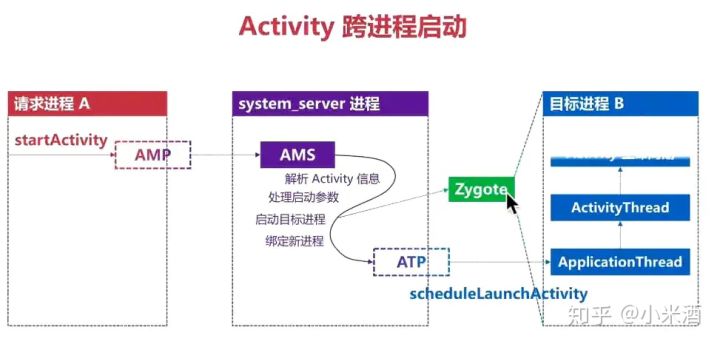 Activity 跨进程启动
请求进程 A
system_server 进程
目标进程 B
startActivity
AMP
AMS
解析 Activity 信息
处理启动参数
启动目标进程
绑定新进程
Zygote
ActivityThread
ATP
ApplicationThread
scheduleLaunchActivity
知乎 @小米酒